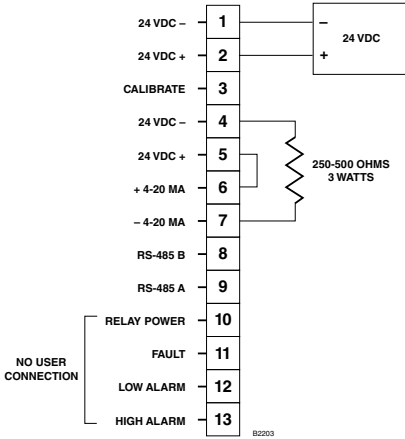 24 VDC – 1
24 VDC + 2
CALIBRATE 3
24 VDC – 4
24 VDC + 5
+ 4-20 MA 6
– 4-20 MA 7
RS-485 B 8
RS-485 A 9
RELAY POWER 10
FAULT 11
LOW ALARM 12
HIGH ALARM 13
–
24 VDC
+
250-500 OHMS
3 WATTS
NO USER
CONNECTION
B2203